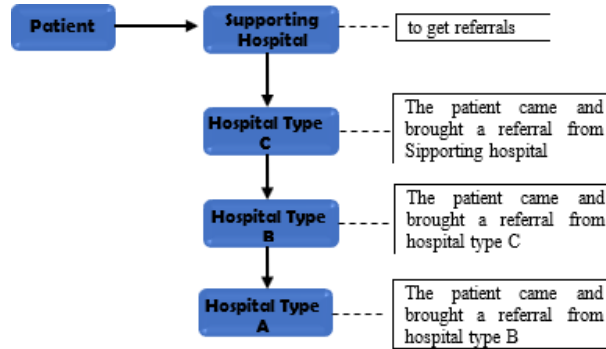 Patient
Supporting
Hospital
to get referrals
Hospital Type
C
The patient came and
brought a referral from
Sipporting hospital
Hospital Type
B
The patient came and
brought a referral from
hospital type C
Hospital Type
A
The patient came and
brought a referral from
hospital type B